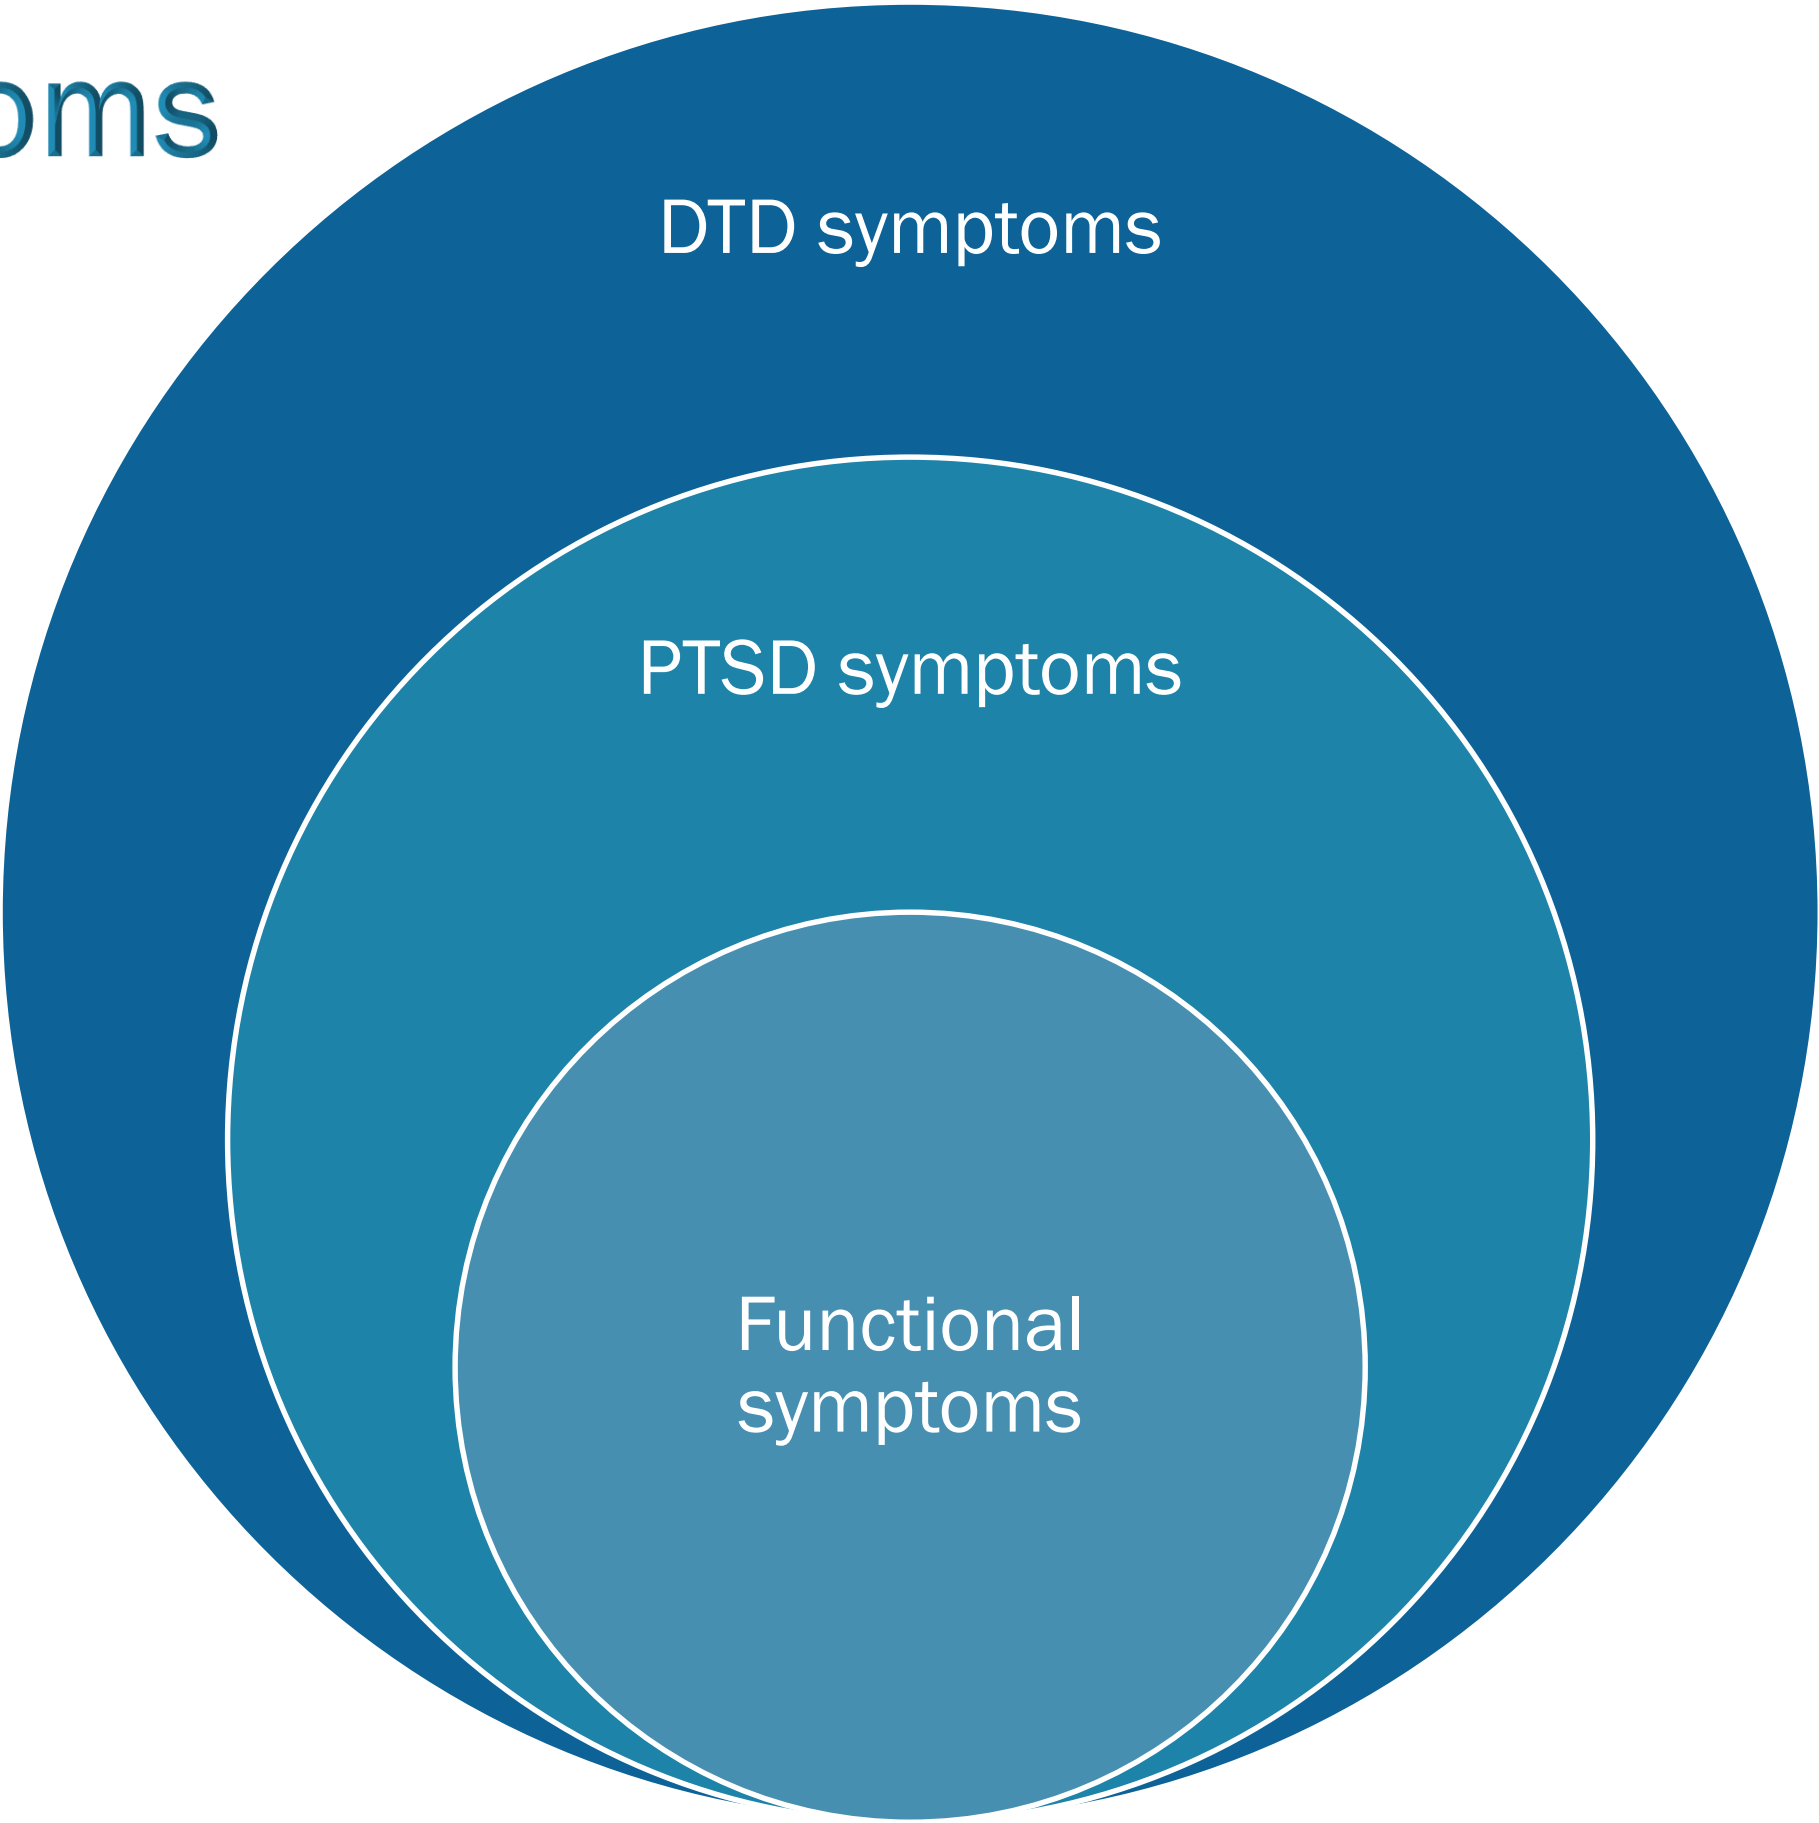 oms
DTD symptoms
PTSD symptoms
Functional
symptoms